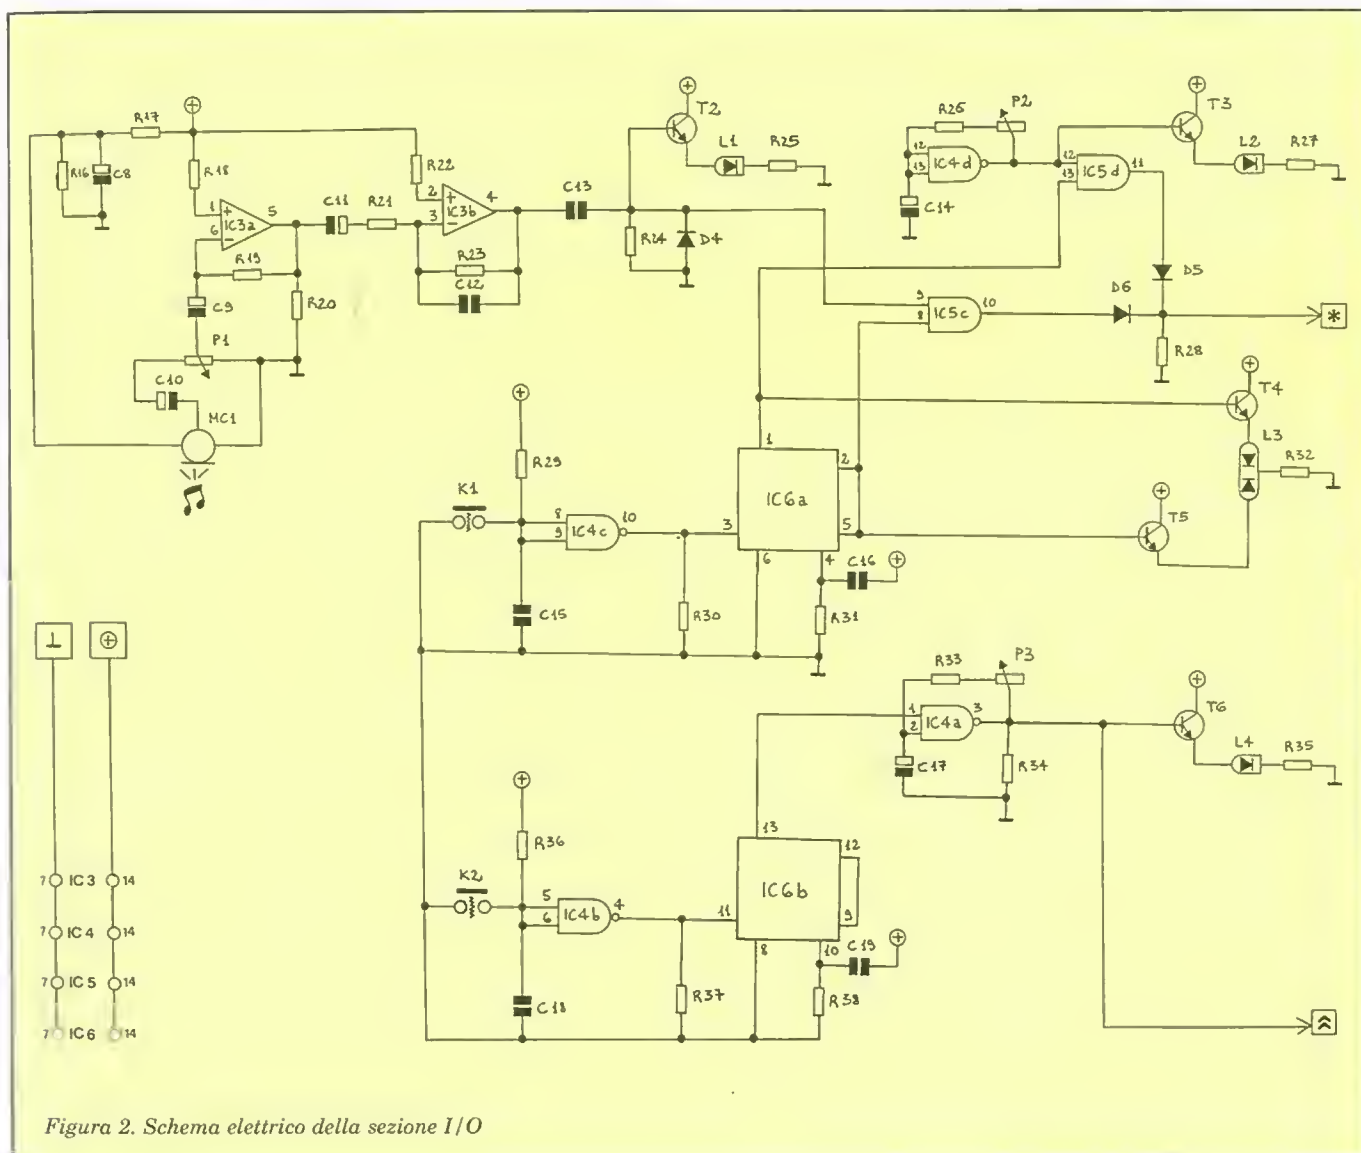 T2
R26
P2
T3
R17
L1
R25
12
13
IC4d
11
12
13
IC5d
11
L2
R27
R16
C8
R18
R22
1
6
IC3a
5
C11
R21
2
3
IC3b
4
C13
C14
R19
R23
C12
R24
D4
D5
C9
R20
9
8
IC5c
10
D6
*
P1
R28
C10
MC1
T4
L3
R32
R29
1
2
K1
8
9
IC4c
10
3
IC6a
5
T5
6
4
C16
C15
R30
R31
⊥
+
R33
P3
1
2
IC4a
3
T6
L4
R35
C17
R34
R36
13
12
K2
5
6
IC4b
4
11
IC6b
9
8
10
C19
C18
R37
R38
7 IC3 14
7 IC4 14
7 IC5 14
7 IC6 14
Figura 2. Schema elettrico della sezione I/O